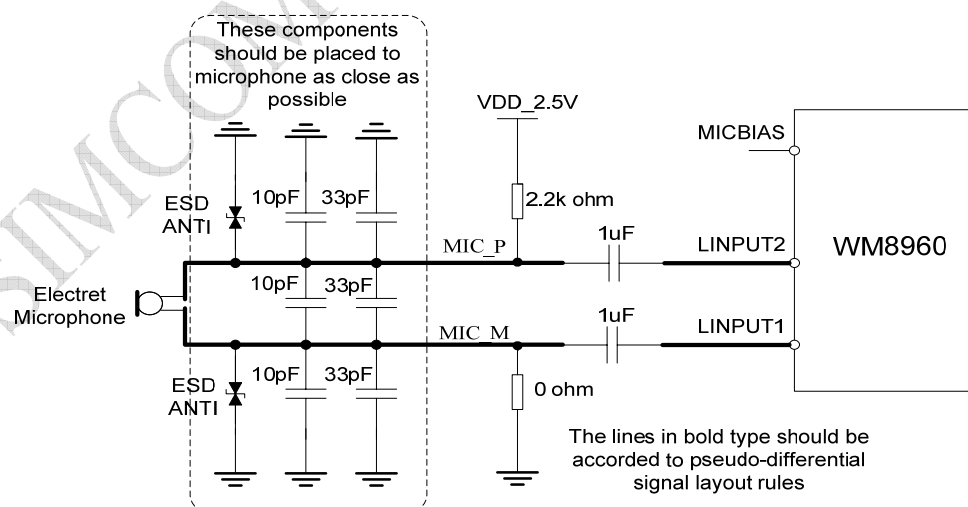 SIMCOM
These components
should be placed to
microphone as close as
possible
VDD_2.5V
MICBIAS
ESD
ANTI
10pF
33pF
2.2k ohm
1uF
MIC_P
LINPUT2
WM8960
Electret
Microphone
10pF
33pF
1uF
MIC_M
LINPUT1
ESD
ANTI
10pF
33pF
0 ohm
The lines in bold type should be
accorded to pseudo-differential
signal layout rules